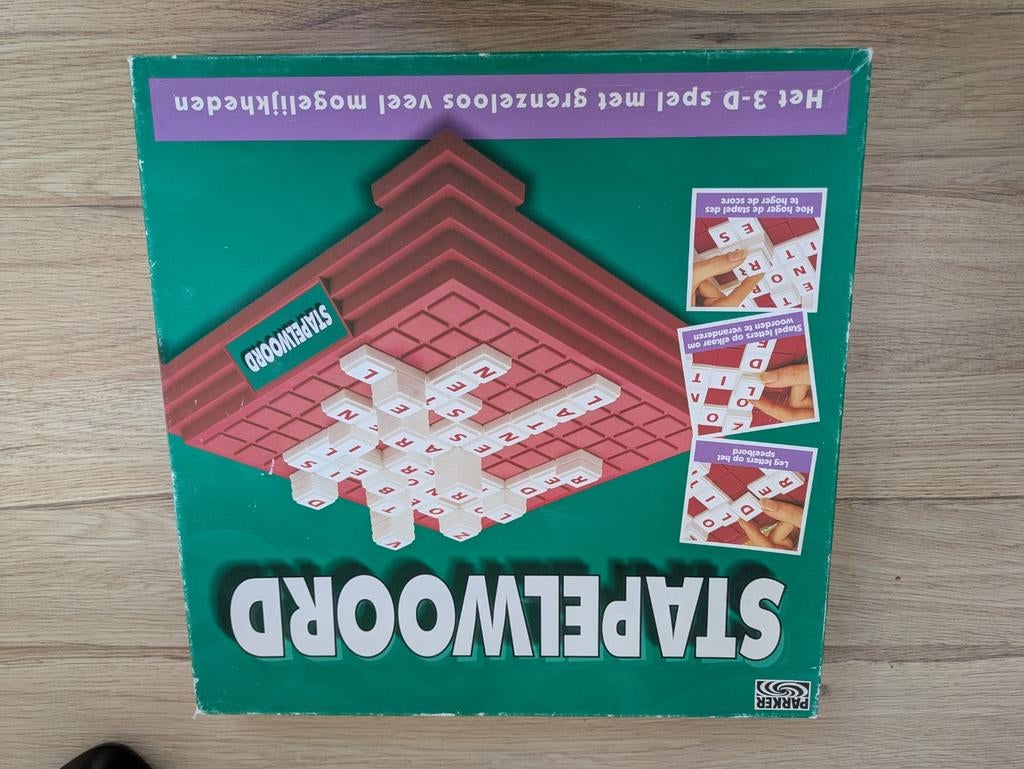 PARKER
STAPELWOORD
Leg letters op het
speelbord
Stapel letters op elkaar om
woorden te veranderen
Hoe hoger de stapel des
te hoger de score
STAPELWOORD
Het 3-D spel met grenzeloos veel mogelijkheden